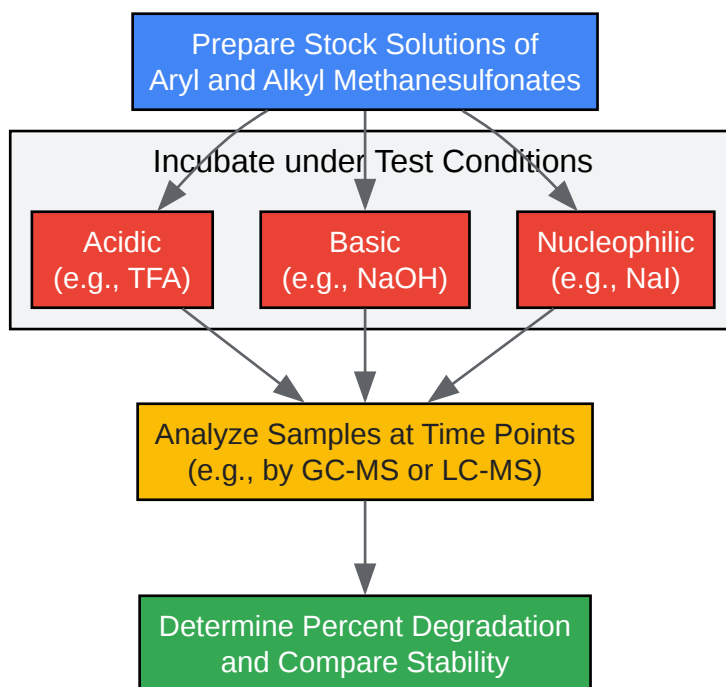 Prepare Stock Solutions of
Aryl and Alkyl Methanesulfonates
Incubate under Test Conditions
Acidic
(e.g., TFA)
Basic
(e.g., NaOH)
Nucleophilic
(e.g., NaI)
Analyze Samples at Time Points
(e.g., by GC-MS or LC-MS)
Determine Percent Degradation
and Compare Stability